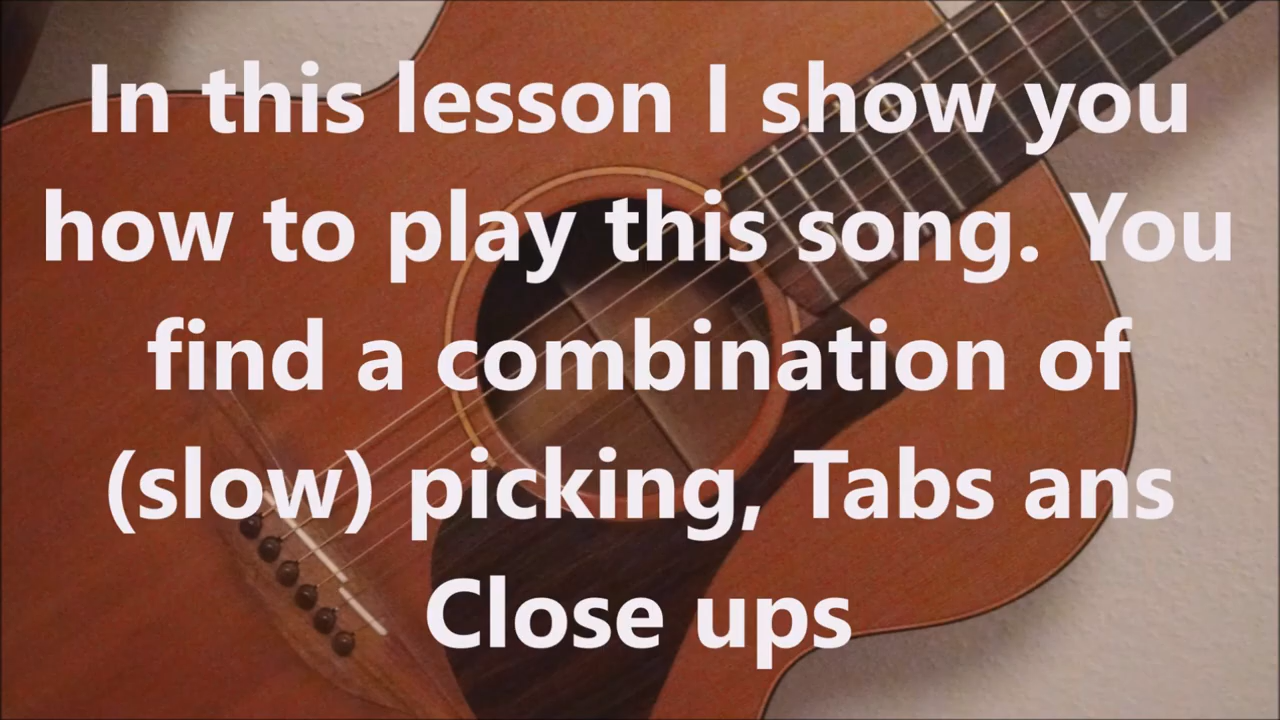 In this lesson I show you
how to play this song. You
find a combination of
(slow) picking, Tabs ans
Close ups